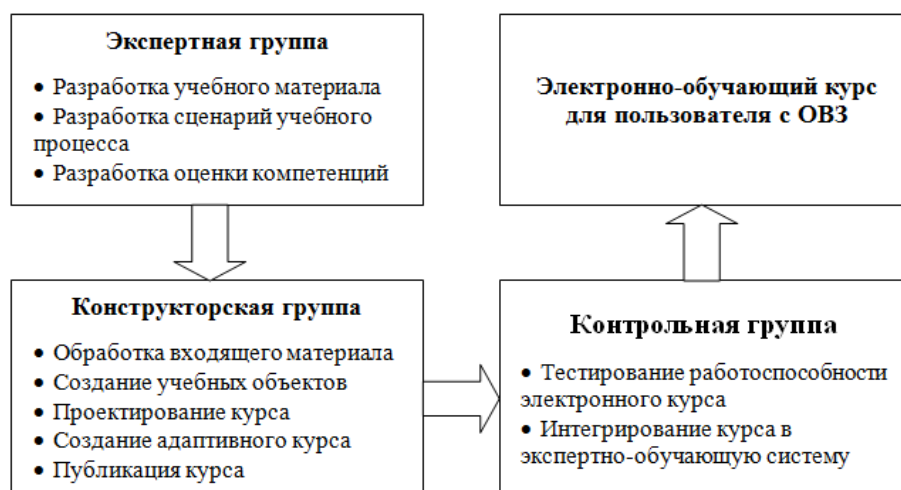 Экспертная группа
• Разработка учебного материала
• Разработка сценарий учебного
процесса
• Разработка оценки компетенций
Электронно-обучающий курс
для пользователя с ОВЗ
Конструкторская группа
• Обработка входящего материала
• Создание учебных объектов
• Проектирование курса
• Создание адаптивного курса
• Публикация курса
Контрольная группа
• Тестирование работоспособности
электронного курса
• Интегрирование курса в
экспертно-обучающую систему